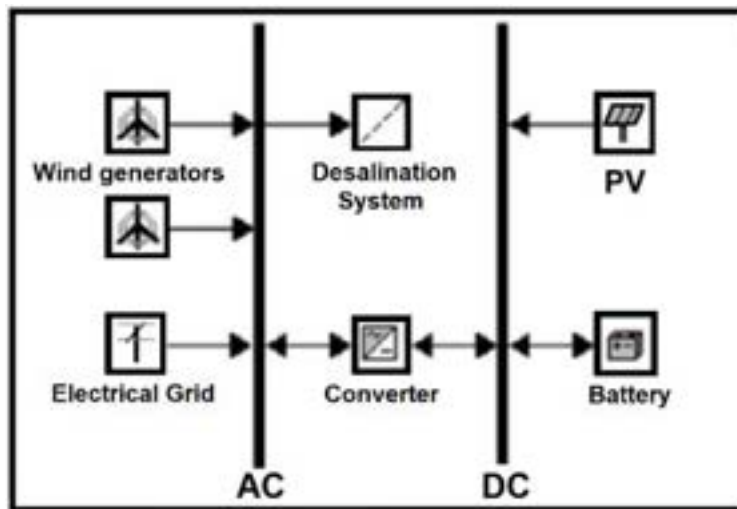 Wind generators
Desalination
System
PV
Electrical Grid
Converter
Battery
AC
DC